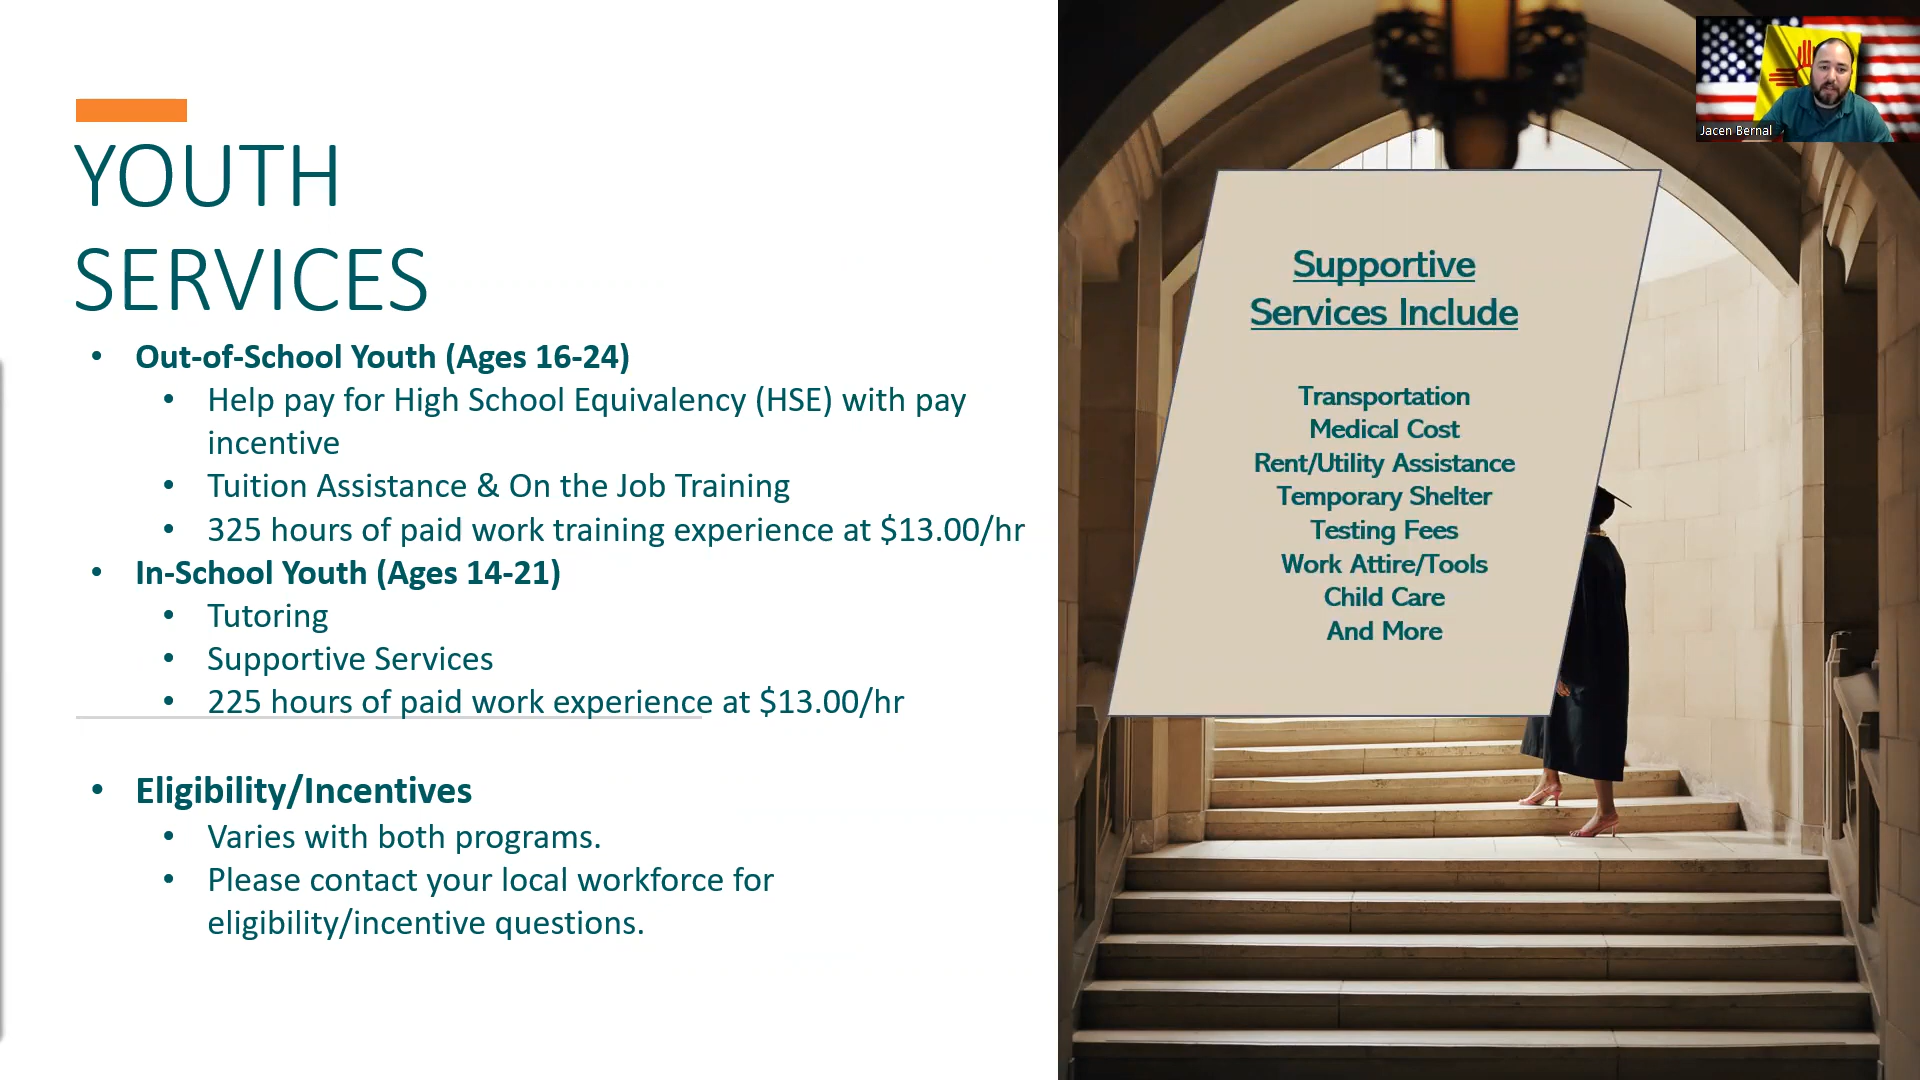 YOUTH
SERVICES
• Out-of-School Youth (Ages 16-24)
• Help pay for High School Equivalency (HSE) with pay
incentive
• Tuition Assistance & On the Job Training
• 325 hours of paid work training experience at $13.00/hr
• In-School Youth (Ages 14-21)
• Tutoring
• Supportive Services
• 225 hours of paid work experience at $13.00/hr
• Eligibility/Incentives
• Varies with both programs.
• Please contact your local workforce for
eligibility/incentive questions.
Supportive
Services Include
Transportation
Medical Cost
Rent/Utility Assistance
Temporary Shelter
Testing Fees
Work Attire/Tools
Child Care
And More
Jacen Bernal